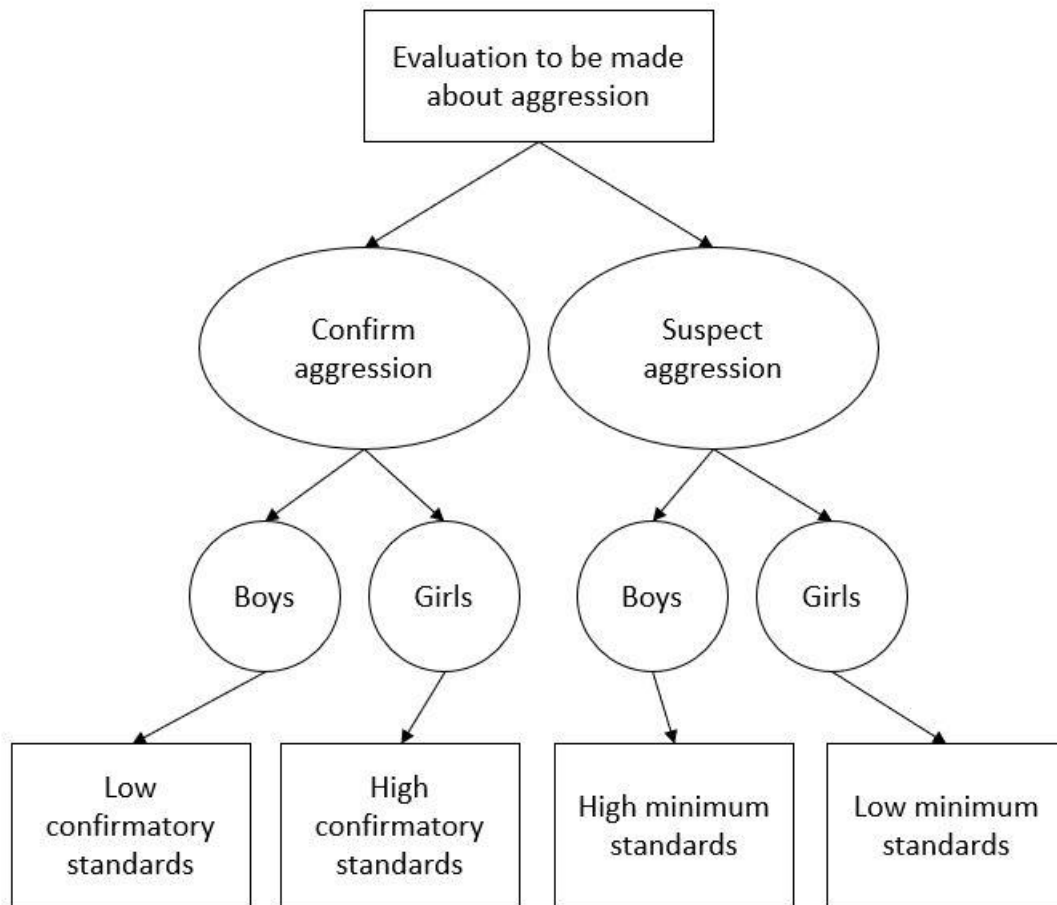 Evaluation to be made
about aggression
Confirm
aggression
Suspect
aggression
Boys
Girls
Boys
Girls
Low
confirmatory
standards
High
confirmatory
standards
High minimum
standards
Low minimum
standards